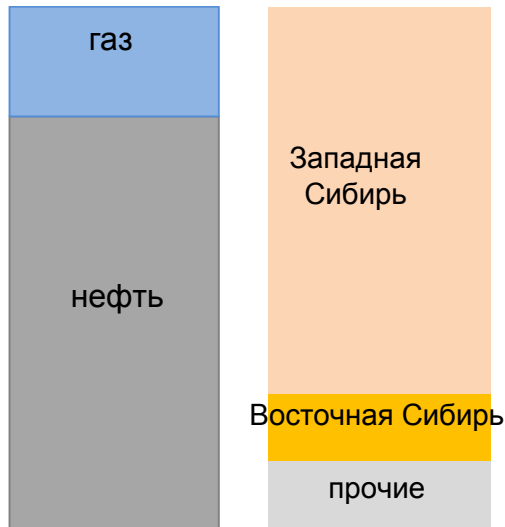 газ
нефть
Западная
Сибирь
Восточная Сибирь
прочие